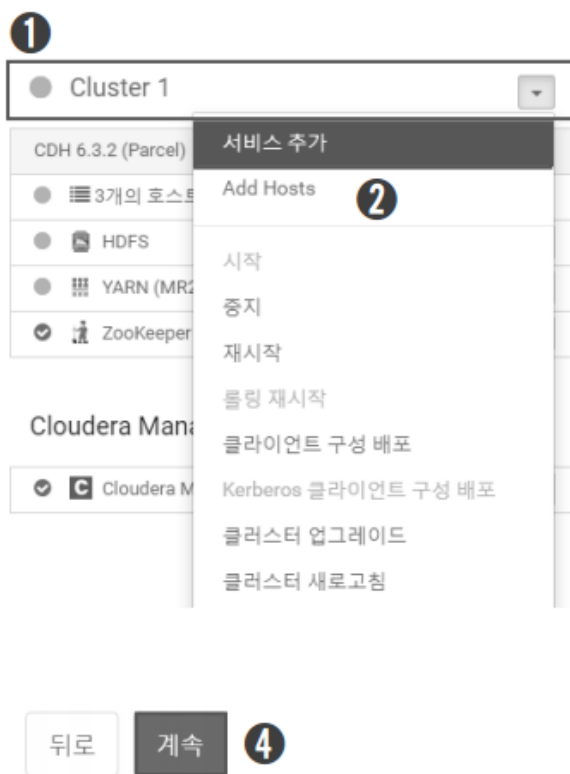 ❶
Cluster 1
CDH 6.3.2 (Parcel)
서비스 추가
3개의 호스트
Add Hosts
❷
HDFS
시작
YARN (MR2
중지
ZooKeeper
재시작
롤링 재시작
Cloudera Mana
클라이언트 구성 배포
Cloudera M
Kerberos 클라이언트 구성 배포
클러스터 업그레이드
클러스터 새로고침
뒤로
계속
❹